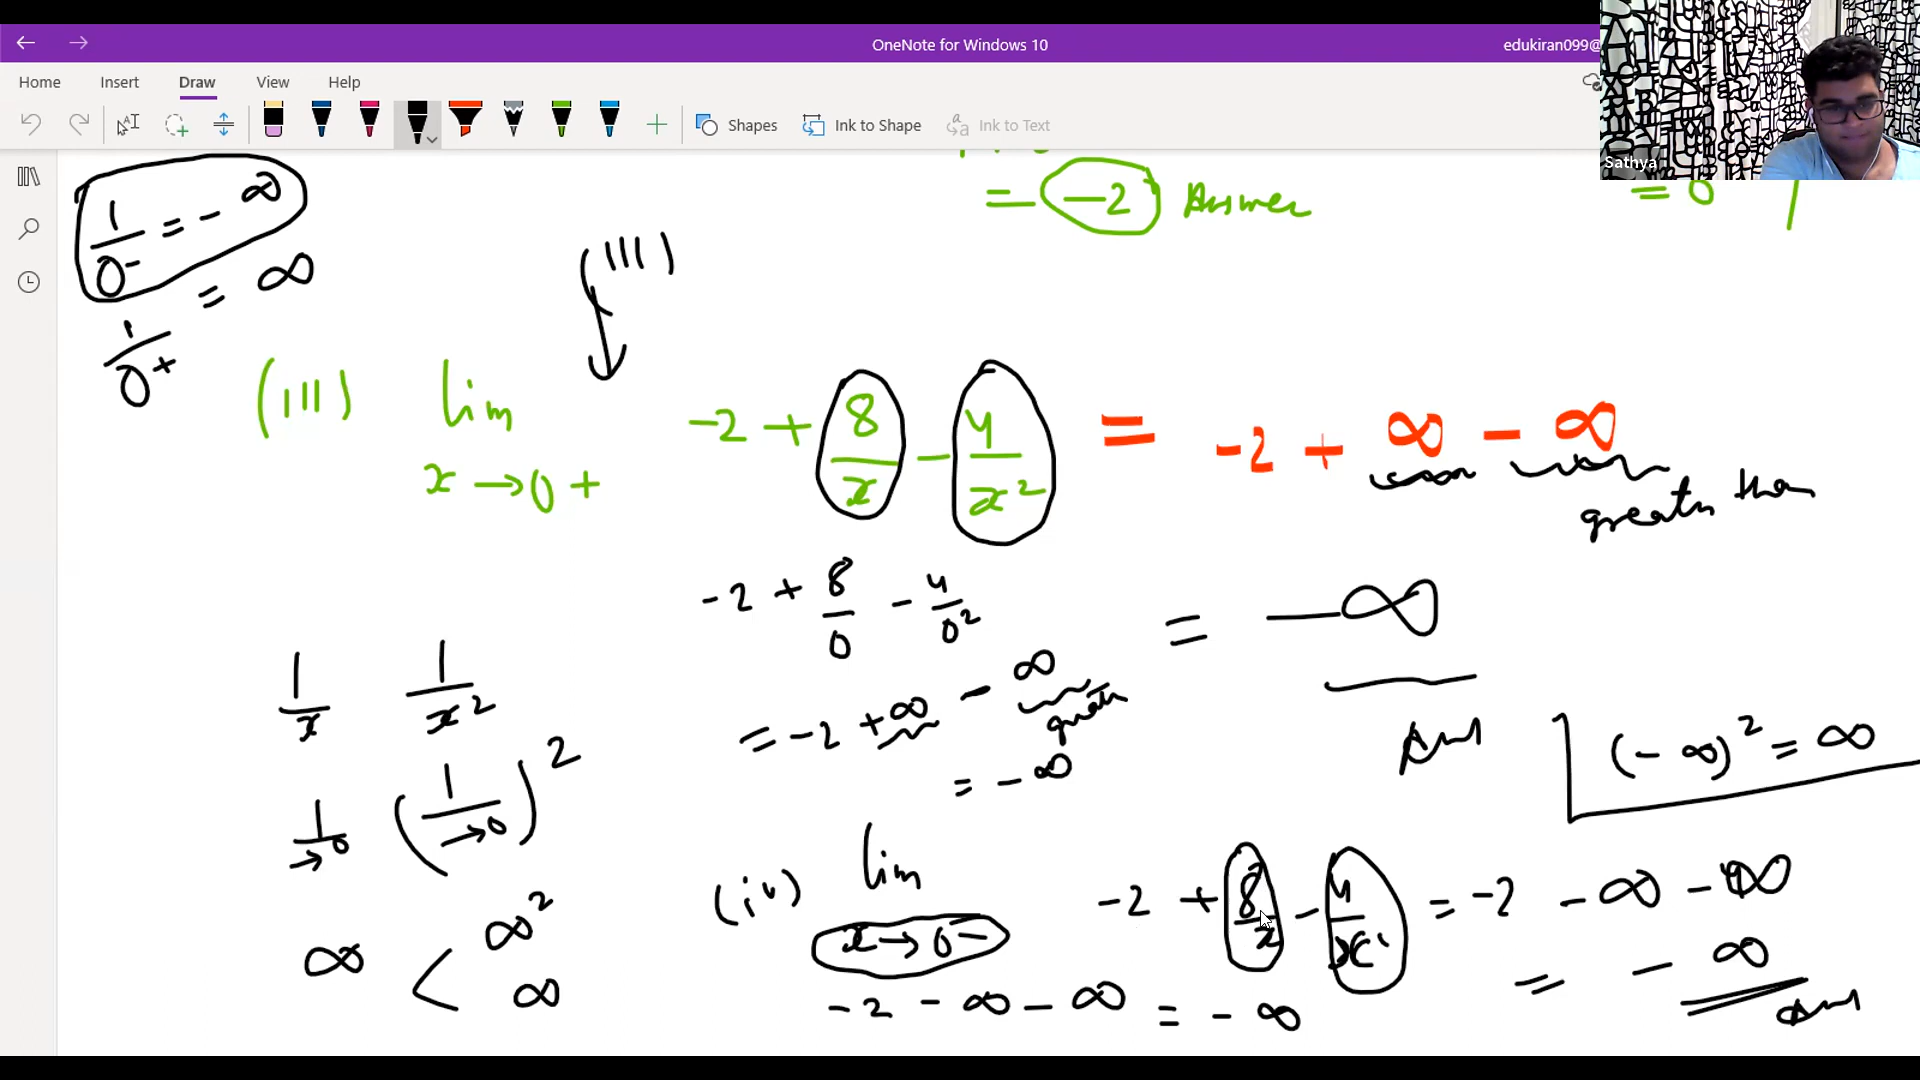 OneNote for Windows 10
edukiran099@
Home Insert Draw View Help
Shapes Ink to Shape Ink to Text
Sathya
= -2 Answer
= 0
1/0- = -∞
1/0+ = ∞
(III)
(III) lim x→0+ -2 + 8/x - 4/x² = -2 + ∞ - ∞
greater than
-2 + 8/0 - 4/0² = -∞
Ans
= -2 + ∞ - ∞
greater
= -∞
1/x 1/x²
1/→0 (1/→0)²
∞ < ∞²
∞
(-∞)² = ∞
(iv) lim x→0- -2 + 8/x - 4/x² = -2 - ∞ - ∞
-2 - ∞ - ∞ = -∞
= -∞ Ans